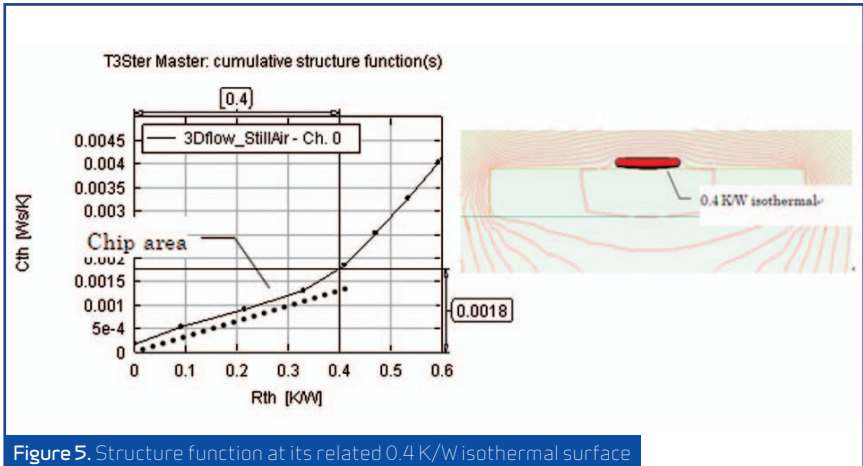 T3Ster Master: cumulative structure function(s)
0.4
3Dflow_StillAir - Ch. 0
0.0045
0.004
0.0035
0.003
Chip area
0.002
0.0015
0.001
5e-4
0
0.0018
0.4 K/W isothermal
Cth [Ws/K]
0 0.1 0.2 0.3 0.4 0.5 0.6
Rth [K/W]
Figure 5. Structure function at its related 0.4 K/W isothermal surface